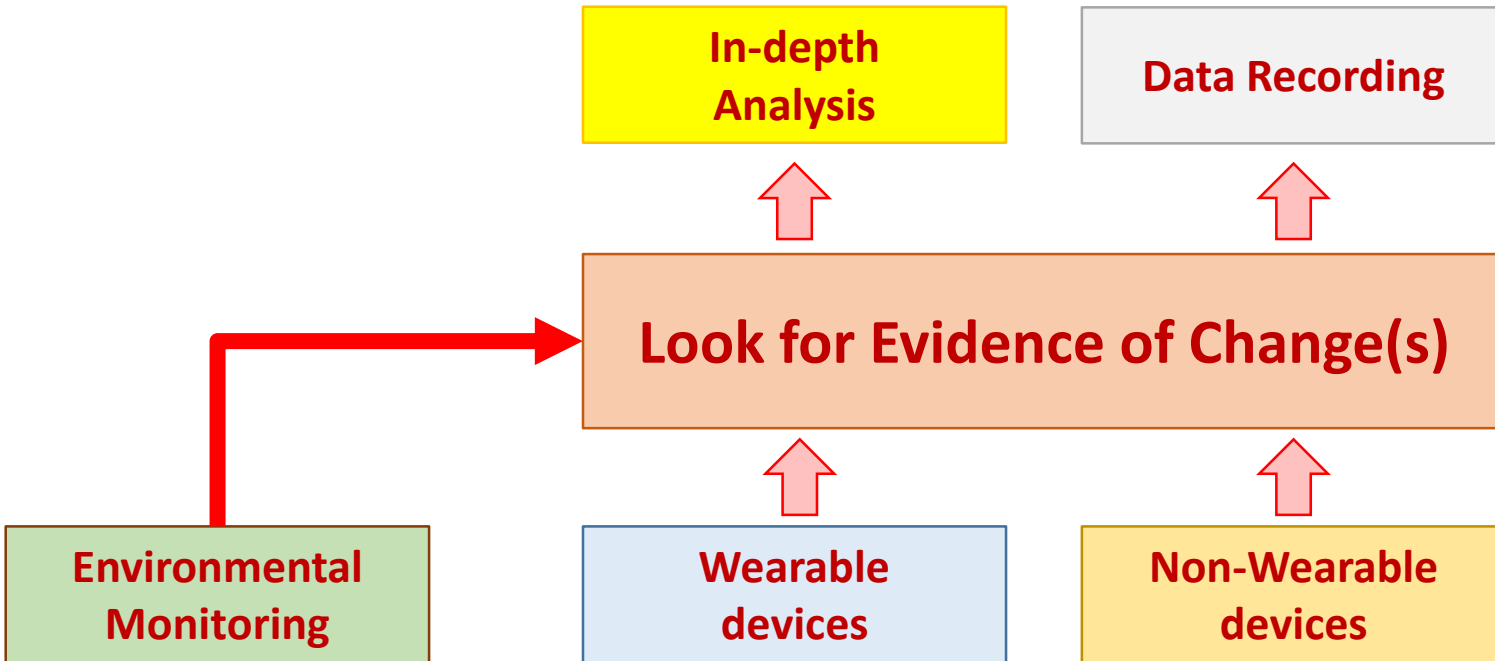 In-depth
Analysis
Data Recording
Look for Evidence of Change(s)
Environmental
Monitoring
Wearable
devices
Non-Wearable
devices